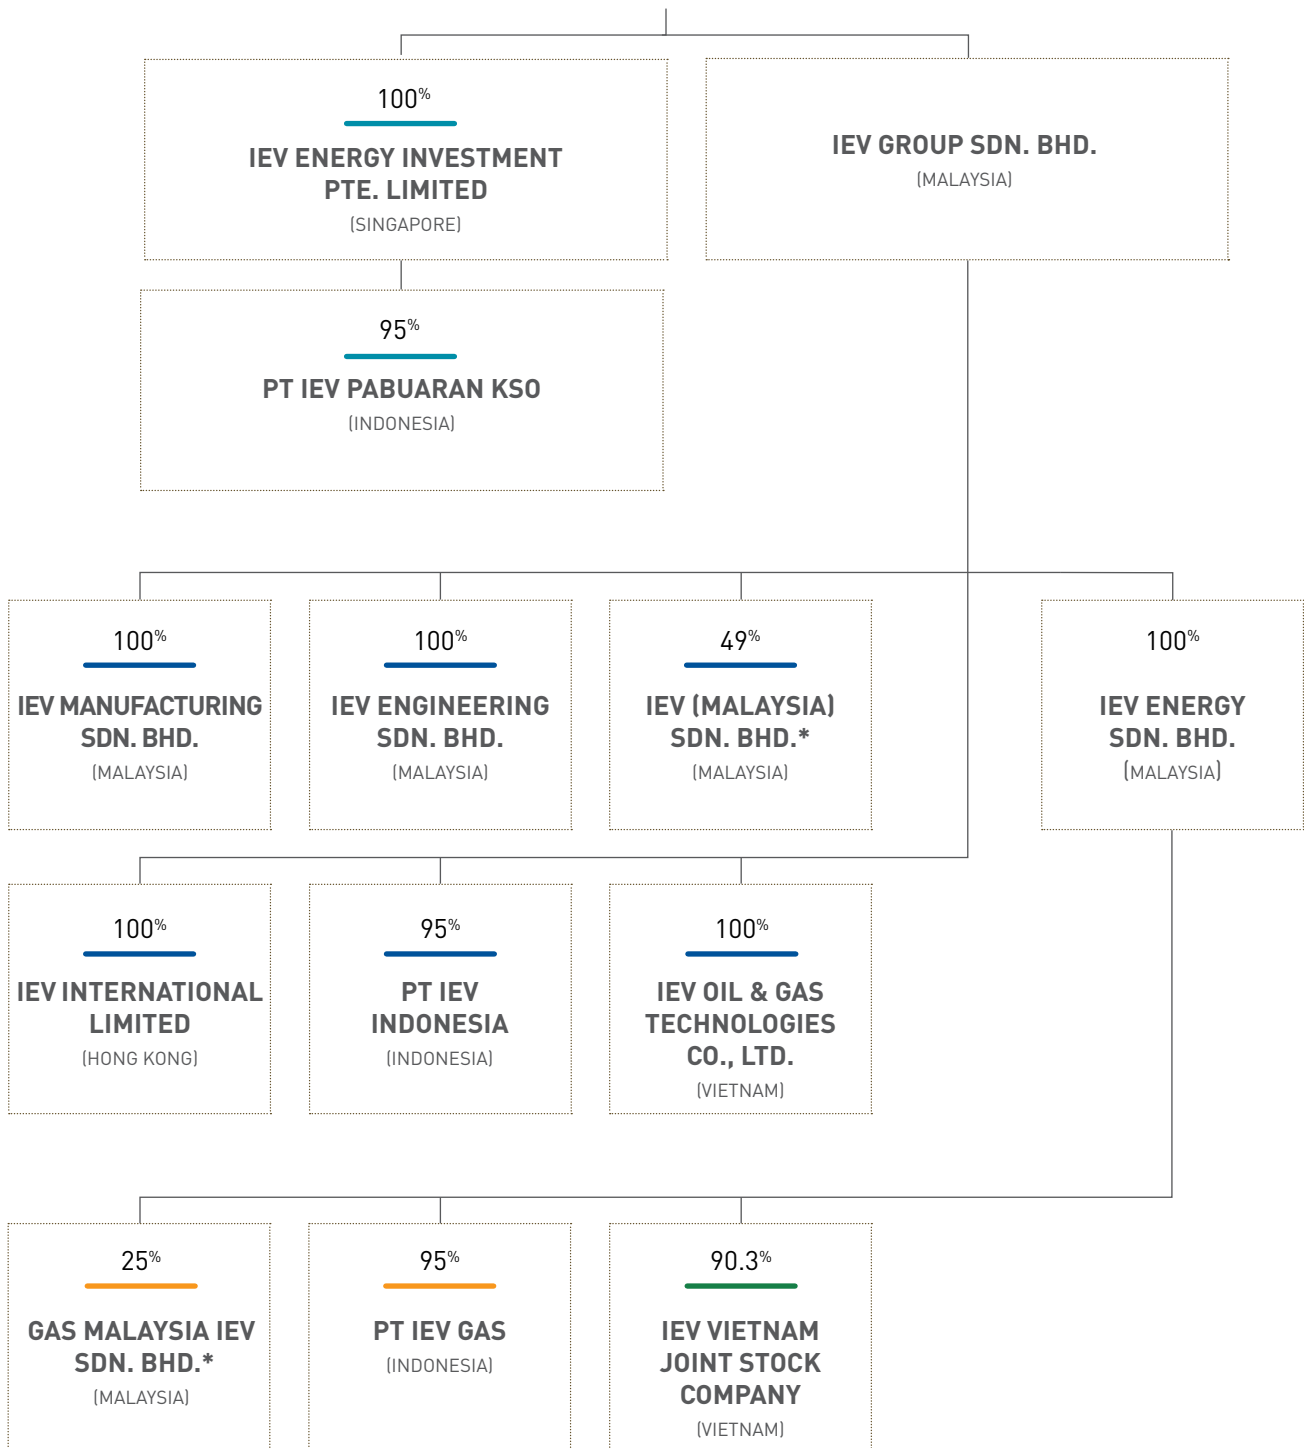 100%
IEV ENERGY INVESTMENT
PTE. LIMITED
(SINGAPORE)
IEV GROUP SDN. BHD.
(MALAYSIA)
95%
PT IEV PABUARAN KSO
(INDONESIA)
100%
IEV MANUFACTURING
SDN. BHD.
(MALAYSIA)
100%
IEV ENGINEERING
SDN. BHD.
(MALAYSIA)
49%
IEV (MALAYSIA)
SDN. BHD.*
(MALAYSIA)
100%
IEV ENERGY
SDN. BHD.
(MALAYSIA)
100%
IEV INTERNATIONAL
LIMITED
(HONG KONG)
95%
PT IEV
INDONESIA
(INDONESIA)
100%
IEV OIL & GAS
TECHNOLOGIES
CO., LTD.
(VIETNAM)
25%
GAS MALAYSIA IEV
SDN. BHD.*
(MALAYSIA)
95%
PT IEV GAS
(INDONESIA)
90.3%
IEV VIETNAM
JOINT STOCK
COMPANY
(VIETNAM)